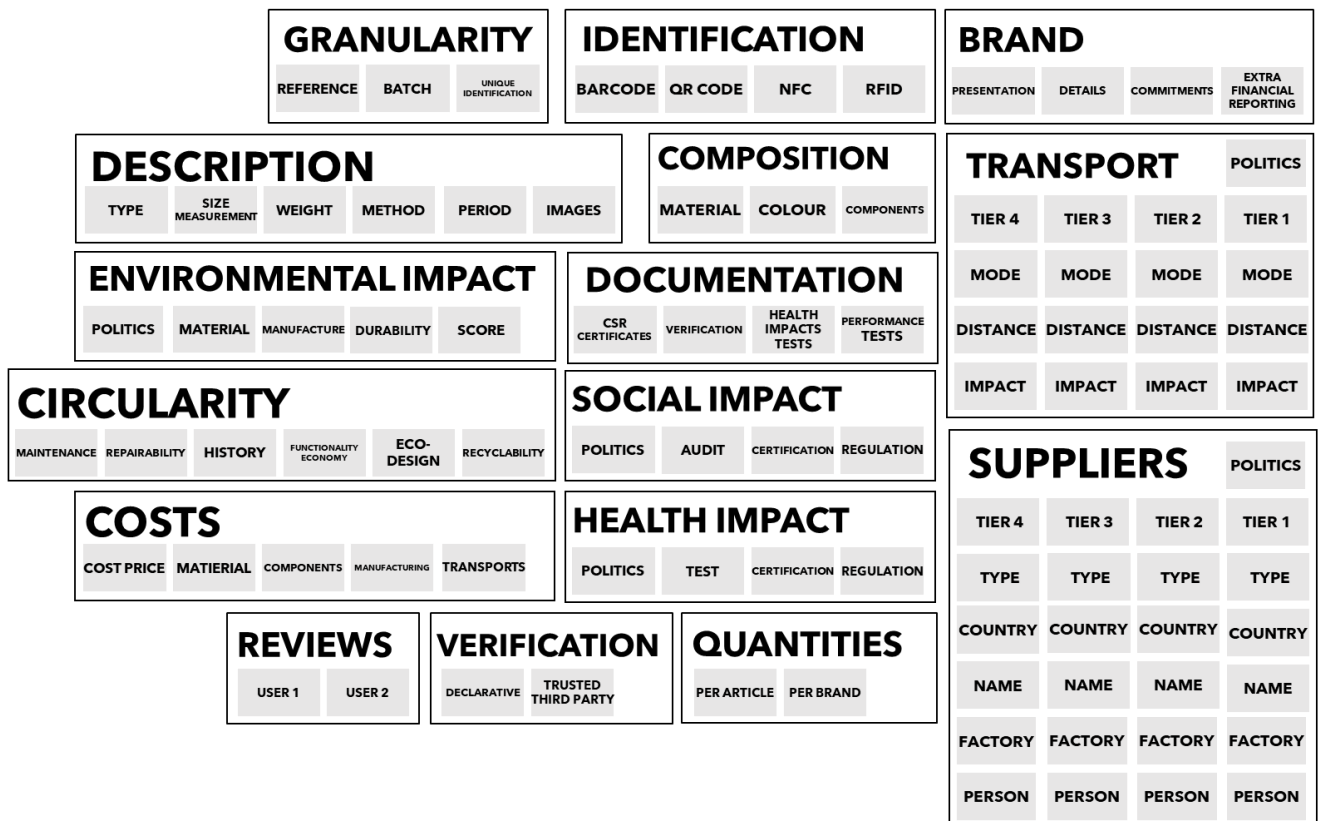 GRANULARITY
REFERENCE BATCH UNIQUE IDENTIFICATION
IDENTIFICATION
BARCODE QR CODE NFC RFID
BRAND
PRESENTATION DETAILS COMMITMENTS EXTRA FINANCIAL REPORTING
DESCRIPTION
TYPE SIZE MEASUREMENT WEIGHT METHOD PERIOD IMAGES
COMPOSITION
MATERIAL COLOUR COMPONENTS
TRANSPORT POLITICS
TIER 4 TIER 3 TIER 2 TIER 1
MODE MODE MODE MODE
DISTANCE DISTANCE DISTANCE DISTANCE
IMPACT IMPACT IMPACT IMPACT
ENVIRONMENTAL IMPACT
POLITICS MATERIAL MANUFACTURE DURABILITY SCORE
DOCUMENTATION
CSR CERTIFICATES VERIFICATION HEALTH IMPACTS TESTS PERFORMANCE TESTS
CIRCULARITY
MAINTENANCE REPAIRABILITY HISTORY FUNCTIONALITY ECONOMY ECO-DESIGN RECYCLABILITY
SOCIAL IMPACT
POLITICS AUDIT CERTIFICATION REGULATION
SUPPLIERS POLITICS
TIER 4 TIER 3 TIER 2 TIER 1
TYPE TYPE TYPE TYPE
COUNTRY COUNTRY COUNTRY COUNTRY
NAME NAME NAME NAME
FACTORY FACTORY FACTORY FACTORY
PERSON PERSON PERSON PERSON
COSTS
COST PRICE MATIERIAL COMPONENTS MANUFACTURING TRANSPORTS
HEALTH IMPACT
POLITICS TEST CERTIFICATION REGULATION
REVIEWS
USER 1 USER 2
VERIFICATION
DECLARATIVE TRUSTED THIRD PARTY
QUANTITIES
PER ARTICLE PER BRAND